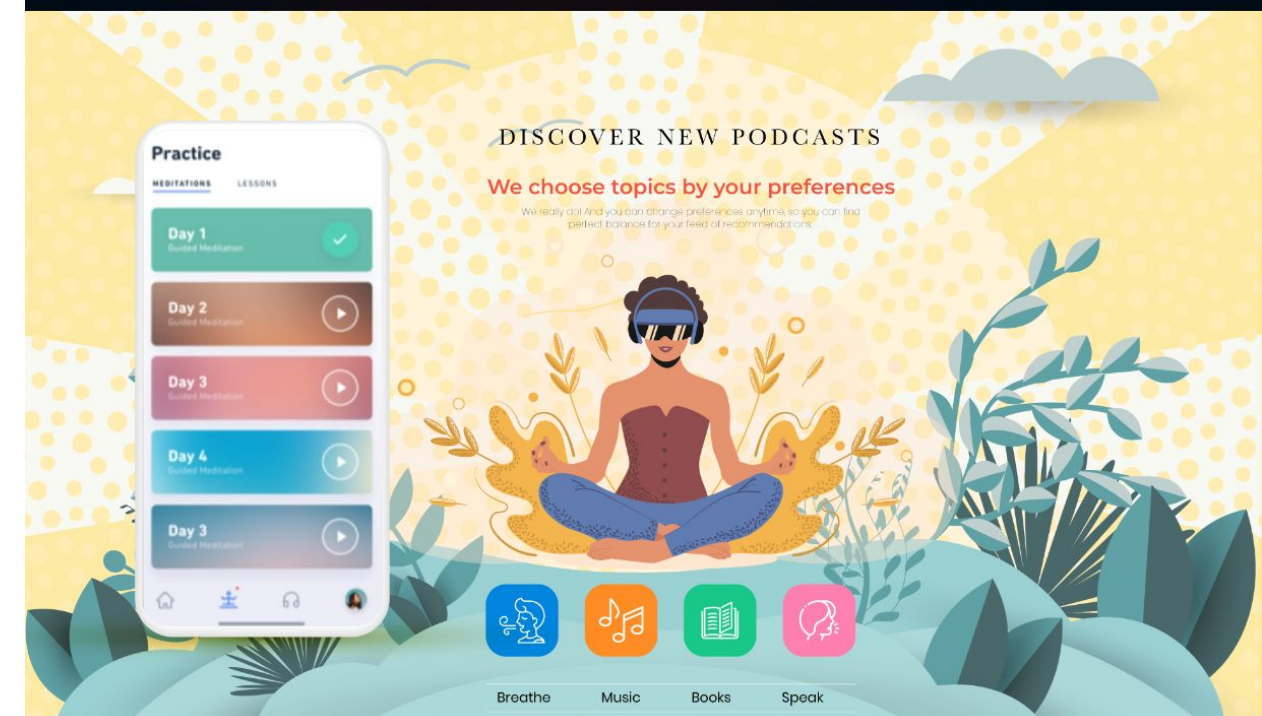 Practice
MEDITATIONS LESSONS
Day 1
Guided Meditation
Day 2
Guided Meditation
Day 3
Guided Meditation
Day 4
Guided Meditation
Day 3
Guided Meditation
DISCOVER NEW PODCASTS
We choose topics by your preferences
We really do! And you can change preferences anytime, so you can find
perfect balance for your feed of recommendations.
Breathe Music Books Speak